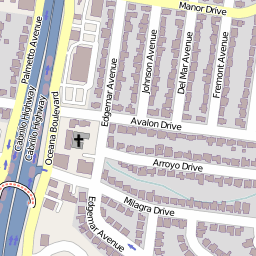 Manor Drive
Palmetto Avenue
Cabrillo Highway
Cabrillo Highway
Oceana Boulevard
Edgemar Avenue
Johnson Avenue
Del Mar Avenue
Fremont Avenue
Avalon Drive
Arroyo Drive
Milagra Drive
Edgemar Avenue